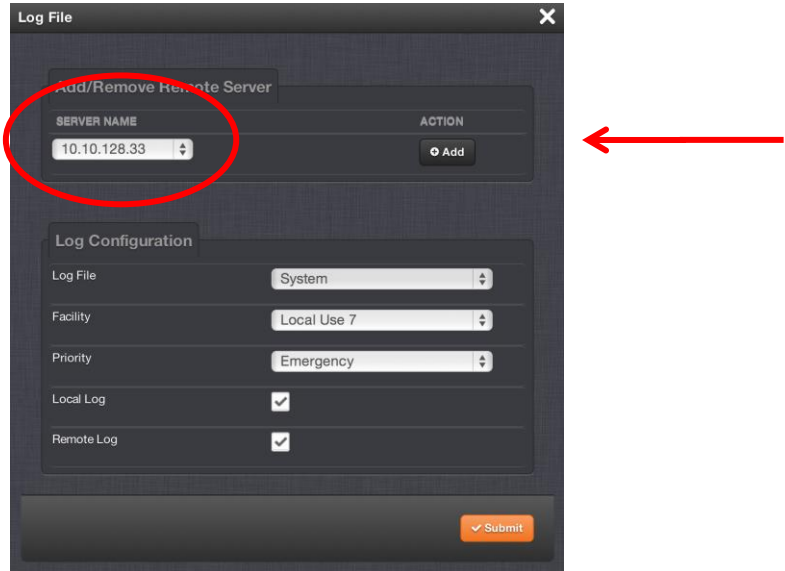 Log File
Add/Remove Remote Server
SERVER NAME ACTION
10.10.128.33 Add
Log Configuration
Log File System
Facility Local Use 7
Priority Emergency
Local Log
Remote Log
Submit